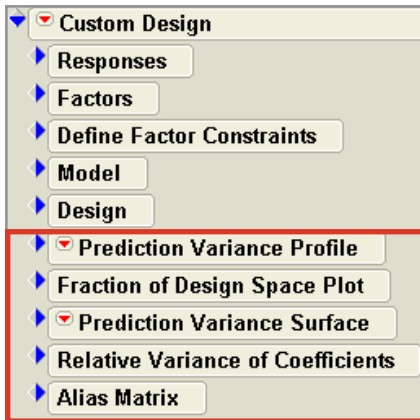 Custom Design
Responses
Factors
Define Factor Constraints
Model
Design
Prediction Variance Profile
Fraction of Design Space Plot
Prediction Variance Surface
Relative Variance of Coefficients
Alias Matrix